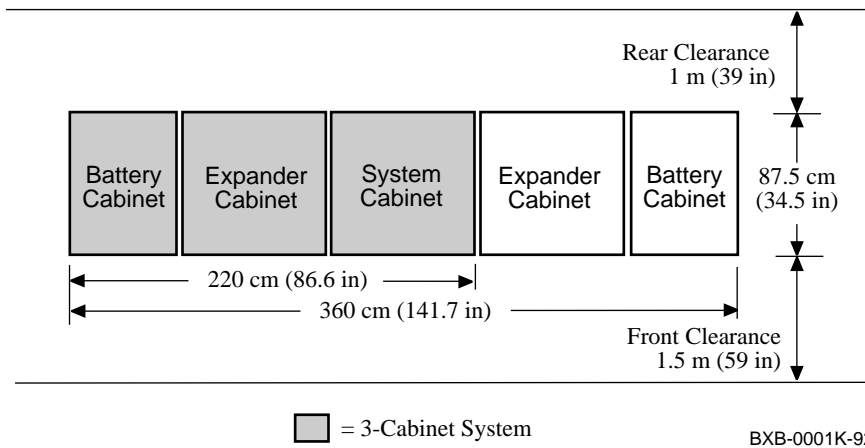 Rear Clearance
1 m (39 in)
Battery
Cabinet
Expander
Cabinet
System
Cabinet
Expander
Cabinet
Battery
Cabinet
87.5 cm
(34.5 in)
220 cm (86.6 in)
360 cm (141.7 in)
Front Clearance
1.5 m (59 in)
= 3-Cabinet System